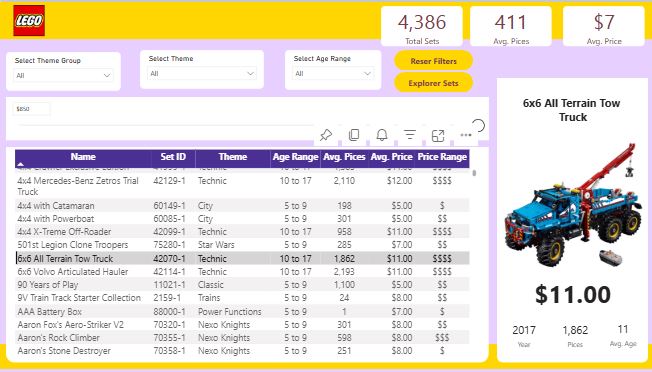 LEGO
4,386
Total Sets
411
Avg. Pices
$7
Avg. Price
Select Theme Group
All
Select Theme
All
Select Age Range
All
Reser Filters
Explorer Sets
$850
Name Set ID Theme Age Range Avg. Pices Avg. Price Price Range
4x4 Mercedes-Benz Zetros Trial Truck 42129-1 Technic 10 to 17 2,110 $12.00 $$$$
4x4 with Catamaran 60149-1 City 5 to 9 198 $5.00 $
4x4 with Powerboat 60085-1 City 5 to 9 301 $5.00 $$
4x4 X-Treme Off-Roader 42099-1 Technic 10 to 17 958 $11.00 $$$$
501st Legion Clone Troopers 75280-1 Star Wars 5 to 9 285 $7.00 $$
6x6 All Terrain Tow Truck 42070-1 Technic 10 to 17 1,862 $11.00 $$$$
6x6 Volvo Articulated Hauler 42114-1 Technic 10 to 17 2,193 $11.00 $$$$
90 Years of Play 11021-1 Classic 5 to 9 1,100 $5.00 $$
9V Train Track Starter Collection 2159-1 Trains 5 to 9 24 $8.00 $$
AAA Battery Box 88000-1 Power Functions 5 to 9 1 $7.00 $
Aaron Fox's Aero-Striker V2 70320-1 Nexo Knights 5 to 9 301 $8.00 $$
Aaron's Rock Climber 70355-1 Nexo Knights 5 to 9 598 $8.00 $$$
Aaron's Stone Destroyer 70358-1 Nexo Knights 5 to 9 251 $8.00 $
6x6 All Terrain Tow
Truck
$11.00
2017
Year
1,862
Pices
11
Avg. Age